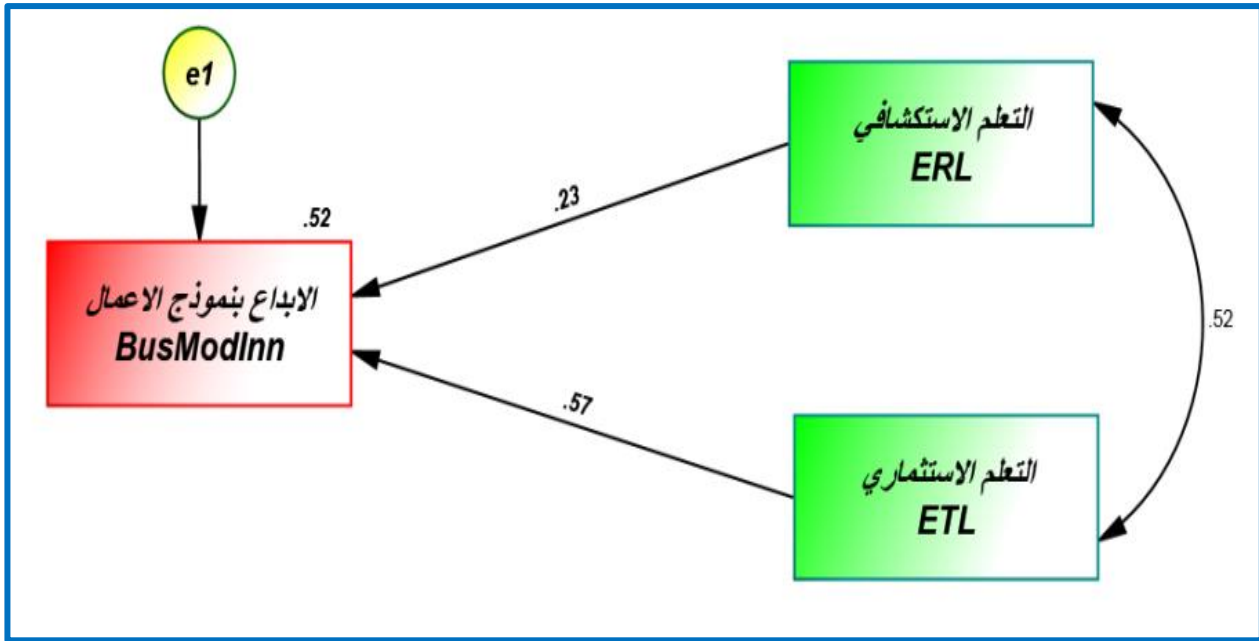 e1
التعلم الاستكشافي
ERL
.23
.52
الابداع بنموذج الاعمال
BusModInn
.52
.57
التعلم الاستثماري
ETL